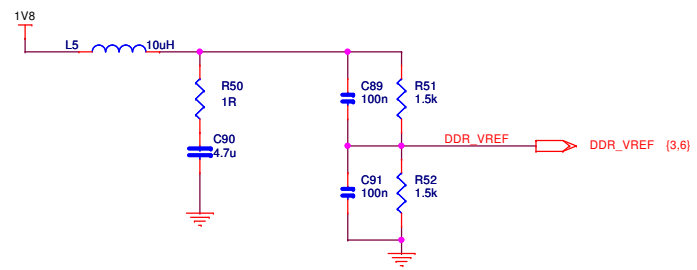 1V8
L5 10uH
R50
1R
C90
4.7u
C89
100n
R51
1.5k
DDR_VREF
DDR_VREF {3,6}
C91
100n
R52
1.5k